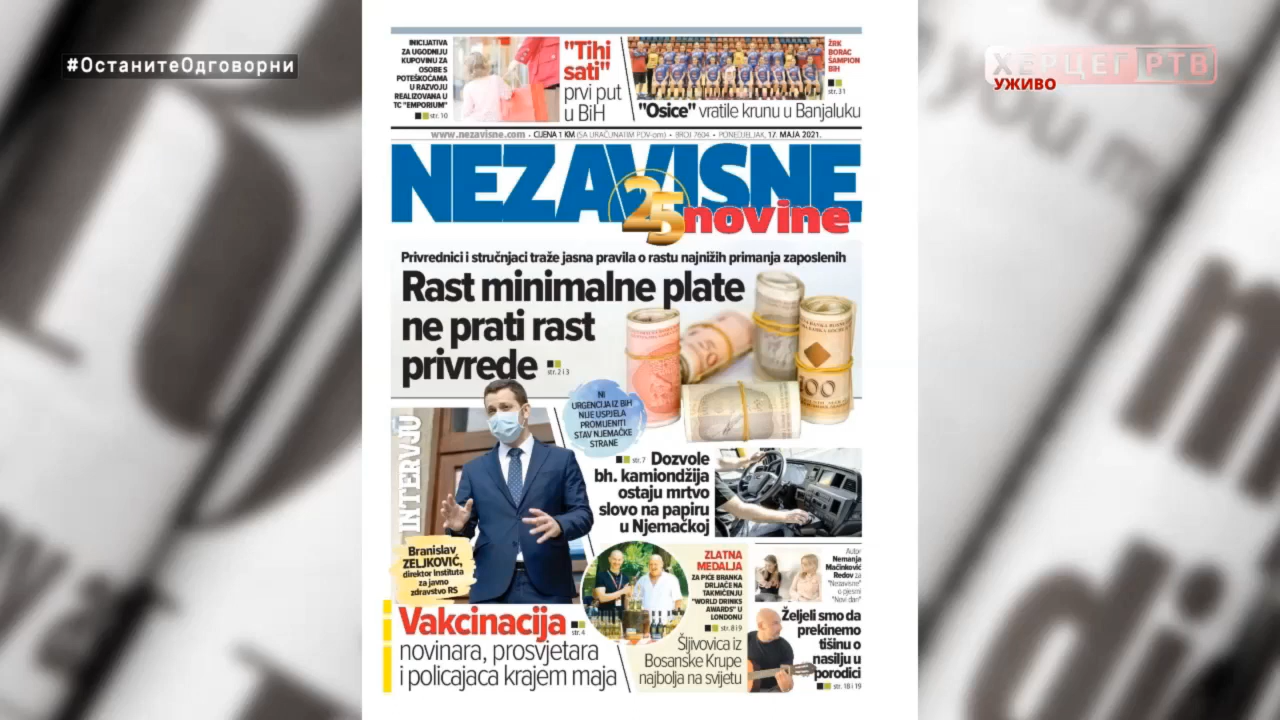 #ОстанитеОдговорни
ХЕРЦЕГ РТВ
УЖИВО
INICIJATIVA
ZA UGODNIJU
KUPOVINU ZA
OSOBE S
POTEŠKOĆAMA
U RAZVOJU
REALIZOVANA U
TC "EMPORIUM"
str. 10
"Tihi
sati"
prvi put
u BiH
ŽRK
BORAC
ŠAMPION
BIH
str. 31
"Osice" vratile krunu u Banjaluku
www.nezavisne.com • CIJENA 1 KM (SA URAČUNATIM PDV-om) • BROJ 7604 • PONEDJELJAK, 17. MAJA 2021.
NEZAVISNE
25 novine
Privrednici i stručnjaci traže jasna pravila o rastu najnižih primanja zaposlenih
Rast minimalne plate
ne prati rast
privrede
str. 2 i 3
NI
URGENCIJA IZ BIH
NIJE USPJELA
PROMIJENITI
STAV NJEMAČKE
STRANE
str. 7 Dozvole
bh. kamiondžija
ostaju mrtvo
slovo na papiru
u Njemačkoj
INTERVJU
Branislav
ZELJKOVIĆ,
direktor Instituta
za javno
zdravstvo RS
Vakcinacija
str. 4
novinara, prosvjetara
i policajaca krajem maja
ZLATNA
MEDALJA
ZA PIĆE BRANKA
DRLJAČE NA
TAKMIČENJU
"WORLD DRINKS
AWARDS" U
LONDONU
str. 8 i 9
Šljivovica iz
Bosanske Krupe
najbolja na svijetu
Autor
Nemanja
Mačinković
Redov za
"Nezavisne"
o pjesmi
"Novi dan"
Željeli smo da
prekinemo
tišinu o
nasilju u
porodici
str. 18 i 19